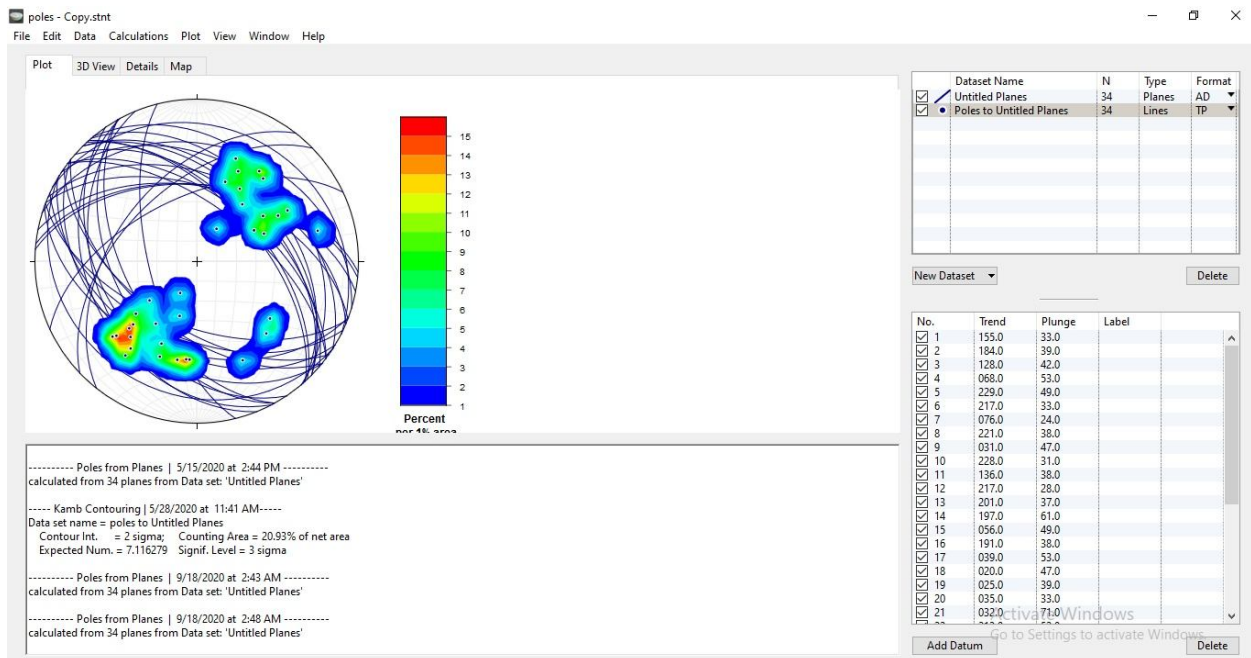 poles - Copy.stnt
File Edit Data Calculations Plot View Window Help
Plot 3D View Details Map
15
14
13
12
11
10
9
8
7
6
5
4
3
2
1
Percent
per 1% area
---------- Poles from Planes | 5/15/2020 at 2:44 PM ----------
calculated from 34 planes from Data set: 'Untitled Planes'
----- Kamb Contouring | 5/28/2020 at 11:41 AM-----
Data set name = poles to Untitled Planes
Contour Int. = 2 sigma; Counting Area = 20.93% of net area
Expected Num. = 7.116279 Signif. Level = 3 sigma
---------- Poles from Planes | 9/18/2020 at 2:43 AM ----------
calculated from 34 planes from Data set: 'Untitled Planes'
---------- Poles from Planes | 9/18/2020 at 2:48 AM ----------
calculated from 34 planes from Data set: 'Untitled Planes'
Dataset Name N Type Format
Untitled Planes 34 Planes AD
Poles to Untitled Planes 34 Lines TP
New Dataset Delete
No. Trend Plunge Label
1 155.0 33.0
2 184.0 39.0
3 128.0 42.0
4 068.0 53.0
5 229.0 49.0
6 217.0 33.0
7 076.0 24.0
8 221.0 38.0
9 031.0 47.0
10 228.0 31.0
11 136.0 38.0
12 217.0 28.0
13 201.0 37.0
14 197.0 61.0
15 056.0 49.0
16 191.0 38.0
17 039.0 53.0
18 020.0 47.0
19 025.0 39.0
20 035.0 33.0
21 032.0 71.0
Activate Windows
Go to Settings to activate Windows.
Add Datum Delete